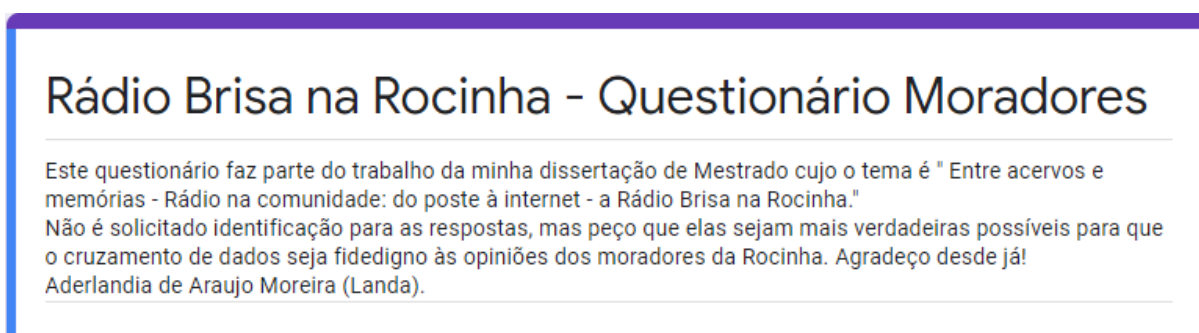 Rádio Brisa na Rocinha - Questionário Moradores
Este questionário faz parte do trabalho da minha dissertação de Mestrado cujo o tema é " Entre acervos e
memórias - Rádio na comunidade: do poste à internet - a Rádio Brisa na Rocinha."
Não é solicitado identificação para as respostas, mas peço que elas sejam mais verdadeiras possíveis para que
o cruzamento de dados seja fidedigno às opiniões dos moradores da Rocinha. Agradeço desde já!
Aderlandia de Araujo Moreira (Landa).